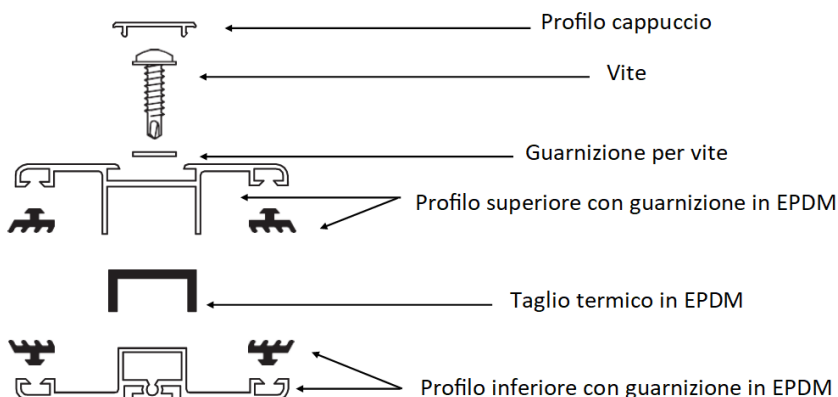 Profilo cappuccio
Vite
Guarnizione per vite
Profilo superiore con guarnizione in EPDM
Taglio termico in EPDM
Profilo inferiore con guarnizione in EPDM